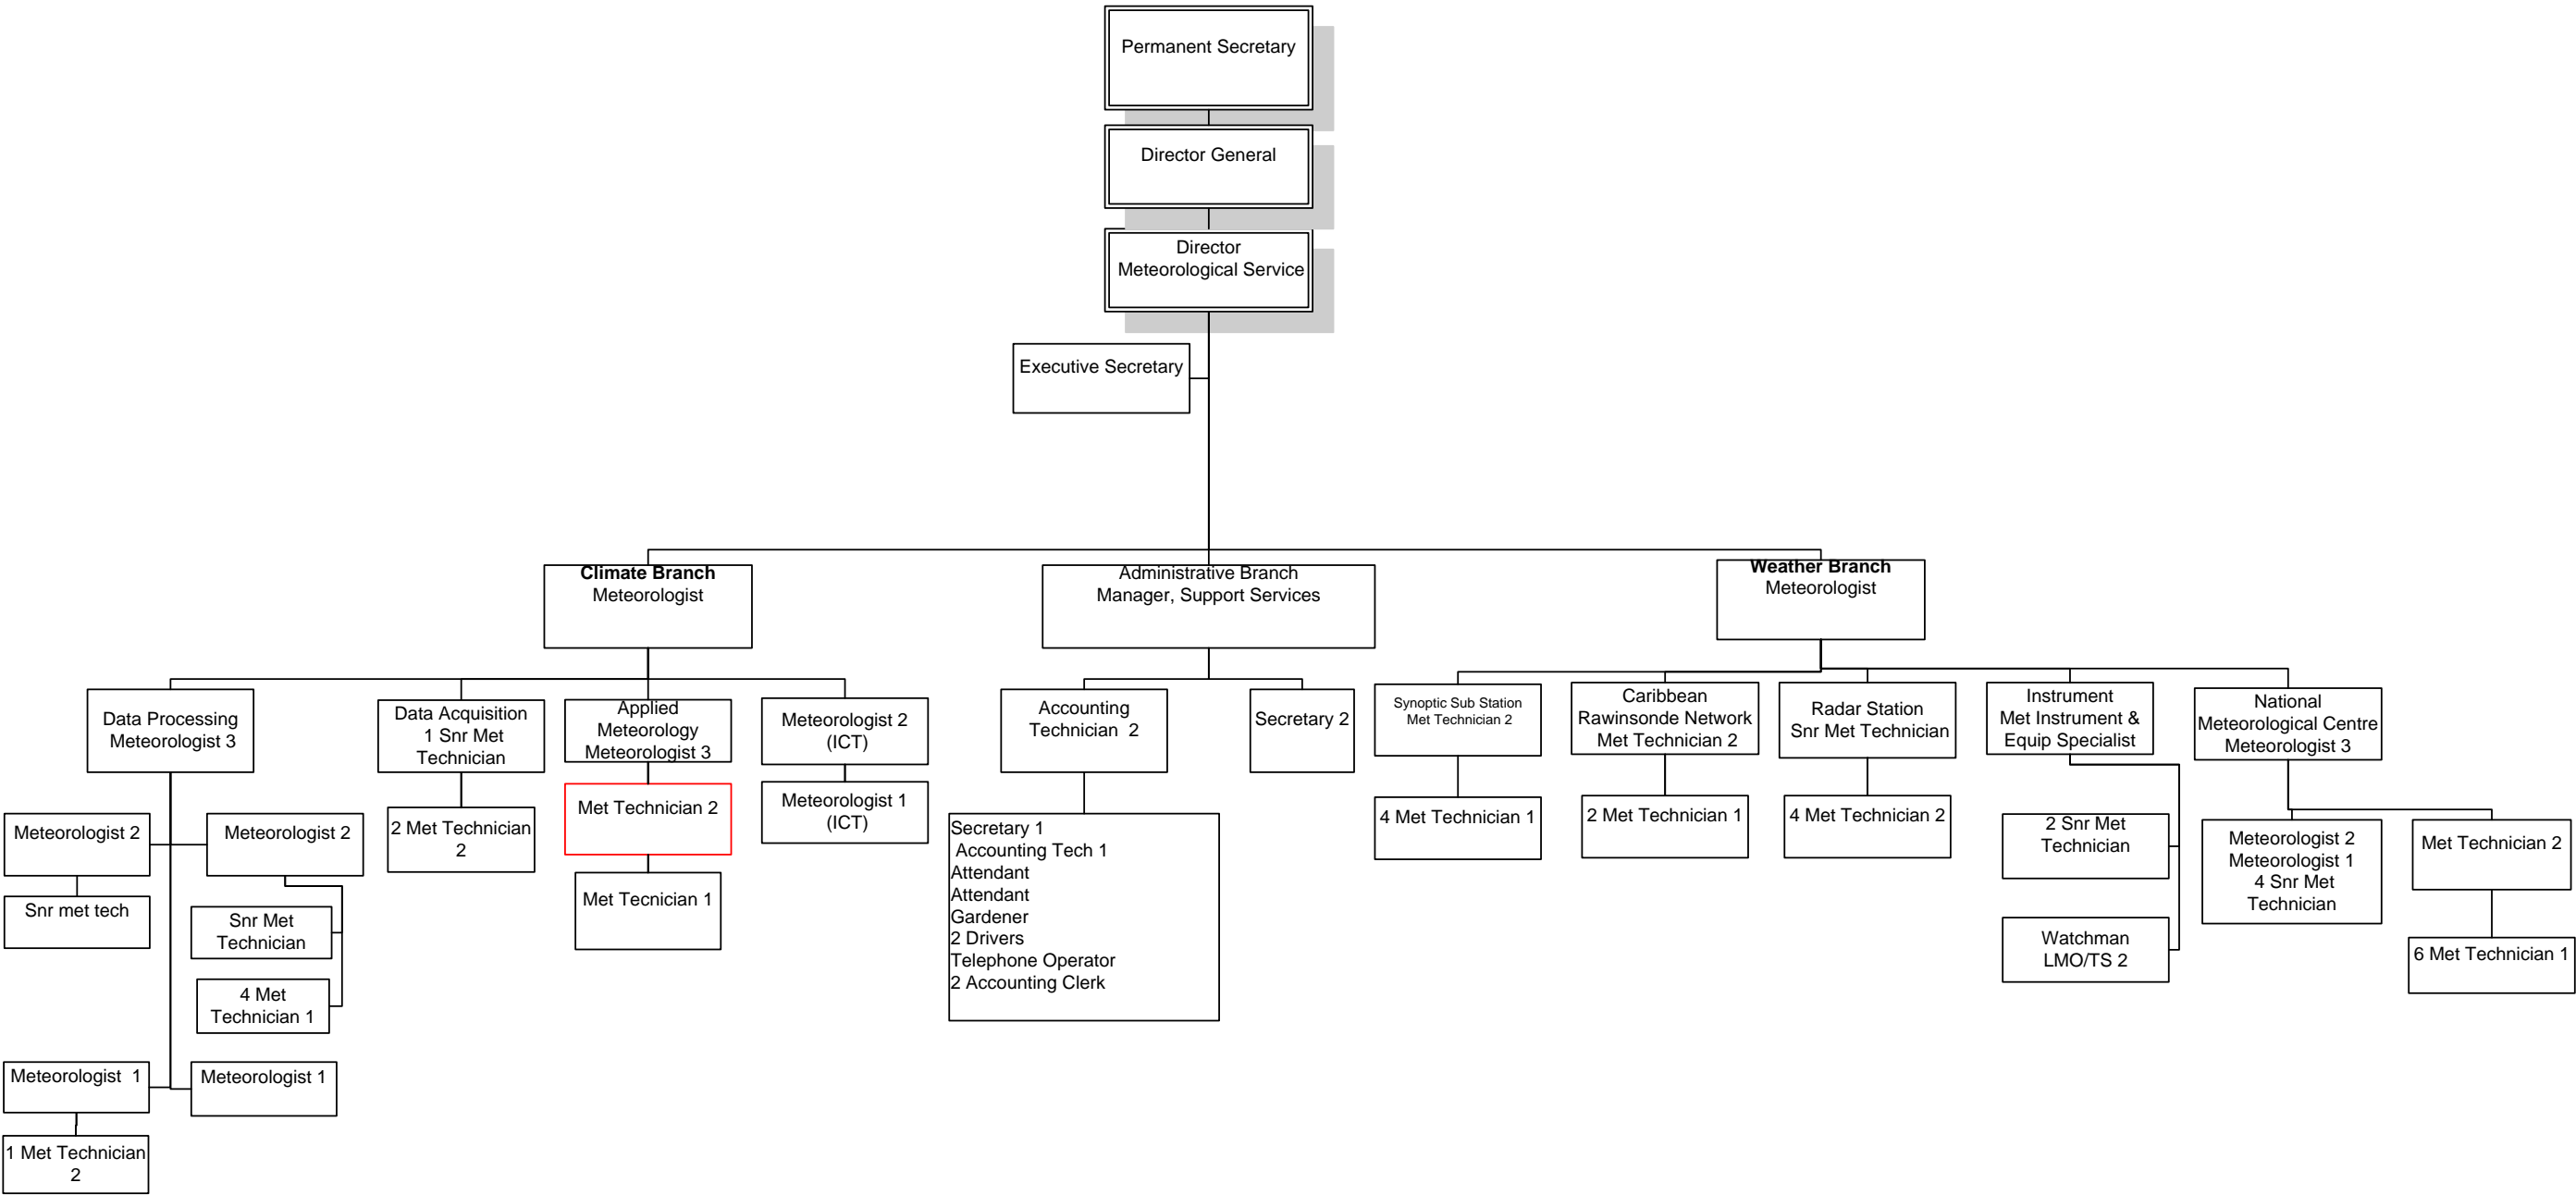 Permanent Secretary
Director General
Director
Meteorological Service
Executive Secretary
Climate Branch
Meteorologist
Administrative Branch
Manager, Support Services
Weather Branch
Meteorologist
Data Processing
Meteorologist 3
Data Acquisition
1 Snr Met
Technician
Applied
Meteorology
Meteorologist 3
Meteorologist 2
(ICT)
Accounting
Technician 2
Secretary 2
Synoptic Sub Station
Met Technician 2
Caribbean
Rawinsonde Network
Met Technician 2
Radar Station
Snr Met Technician
Instrument
Met Instrument &
Equip Specialist
National
Meteorological Centre
Meteorologist 3
Meteorologist 2
Meteorologist 2
2 Met Technician
2
Met Technician 2
Meteorologist 1
(ICT)
Secretary 1
Accounting Tech 1
Attendant
Attendant
Gardener
2 Drivers
Telephone Operator
2 Accounting Clerk
4 Met Technician 1
2 Met Technician 1
4 Met Technician 2
2 Snr Met
Technician
Meteorologist 2
Meteorologist 1
4 Snr Met
Technician
Met Technician 2
Snr met tech
Snr Met
Technician
Met Tecnician 1
Watchman
LMO/TS 2
6 Met Technician 1
4 Met
Technician 1
Meteorologist 1
Meteorologist 1
1 Met Technician
2